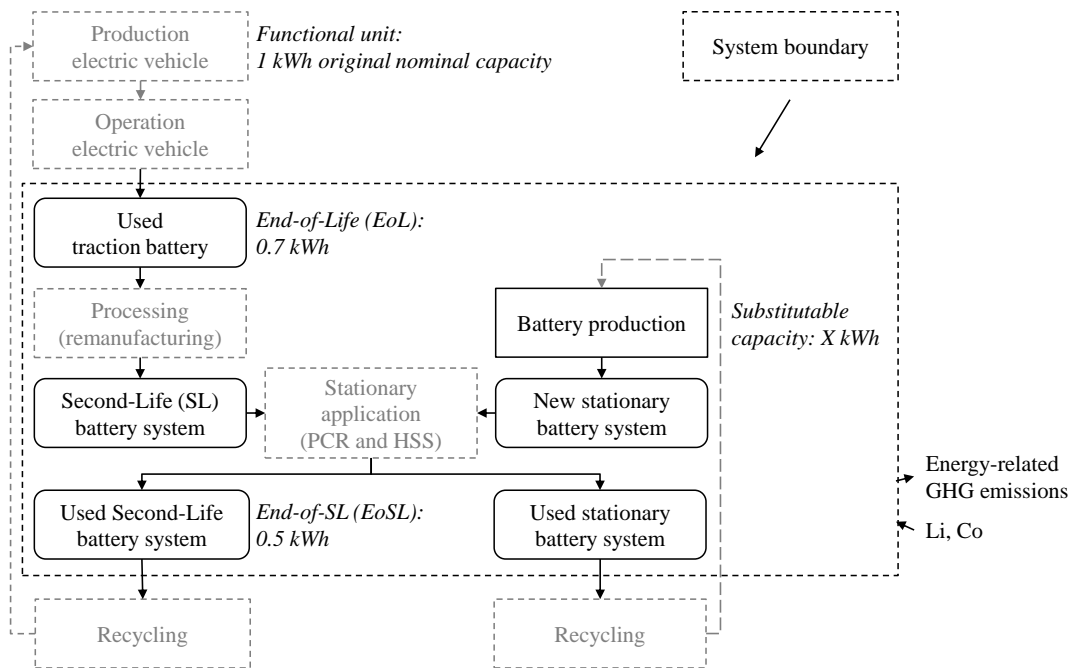 Production
electric vehicle
Functional unit:
1 kWh original nominal capacity
System boundary
Operation
electric vehicle
Used
traction battery
End-of-Life (EoL):
0.7 kWh
Processing
(remanufacturing)
Battery production
Substitutable
capacity: X kWh
Second-Life (SL)
battery system
Stationary
application
(PCR and HSS)
New stationary
battery system
Used Second-Life
battery system
End-of-SL (EoSL):
0.5 kWh
Used stationary
battery system
Energy-related
GHG emissions
Li, Co
Recycling
Recycling